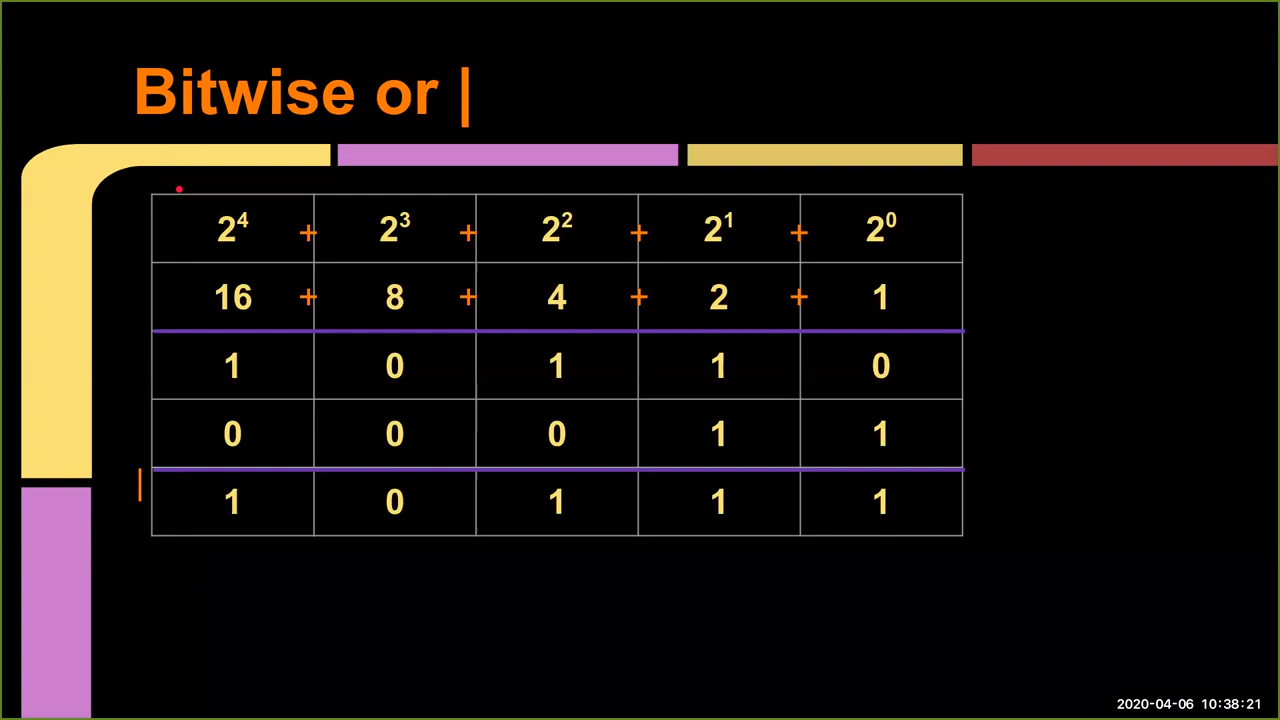 Bitwise or |
2⁴ + 2³ + 2² + 2¹ + 2⁰
16 + 8 + 4 + 2 + 1
1 0 1 1 0
0 0 0 1 1
| 1 0 1 1 1
2020-04-06 10:38:21